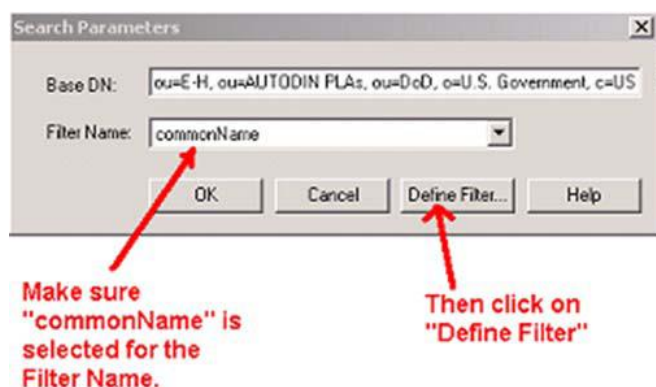 Search Parameters
Base DN: ou=E-H, ou=AUTODIN PLAs, ou=DoD, o=U.S. Government, c=US
Filter Name: commonName
OK Cancel Define Filter... Help
Make sure
"commonName" is
selected for the
Filter Name.
Then click on
"Define Filter"